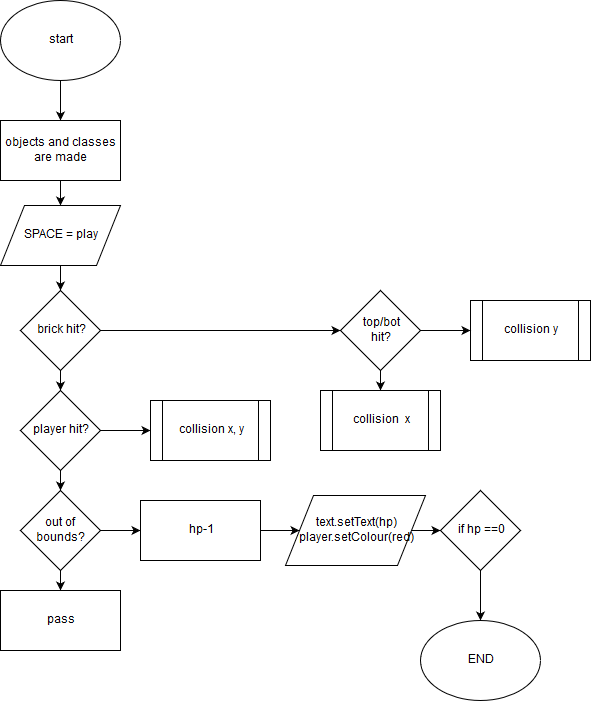 start
objects and classes
are made
SPACE = play
brick hit?
top/bot
hit?
collision y
player hit?
collision x, y
collision x
out of
bounds?
hp-1
text.setText(hp)
player.setColour(red)
if hp ==0
pass
END